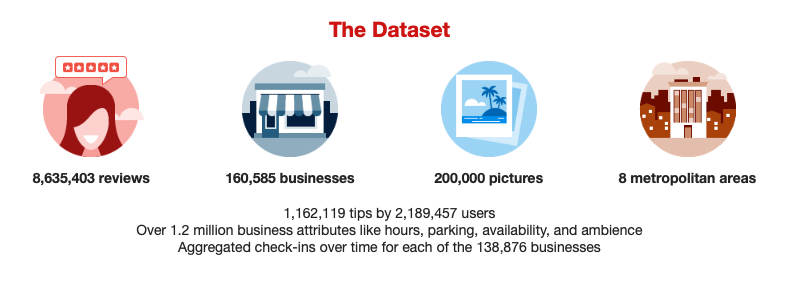 The Dataset
8,635,403 reviews
160,585 businesses
200,000 pictures
8 metropolitan areas
1,162,119 tips by 2,189,457 users
Over 1.2 million business attributes like hours, parking, availability, and ambience
Aggregated check-ins over time for each of the 138,876 businesses